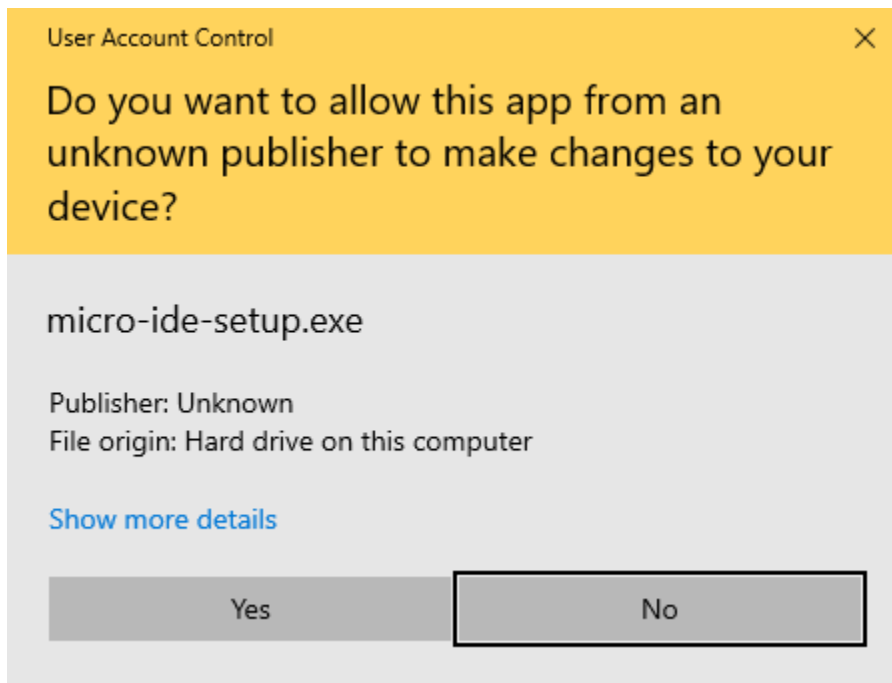 User Account Control
Do you want to allow this app from an
unknown publisher to make changes to your
device?
micro-ide-setup.exe
Publisher: Unknown
File origin: Hard drive on this computer
Show more details
Yes
No